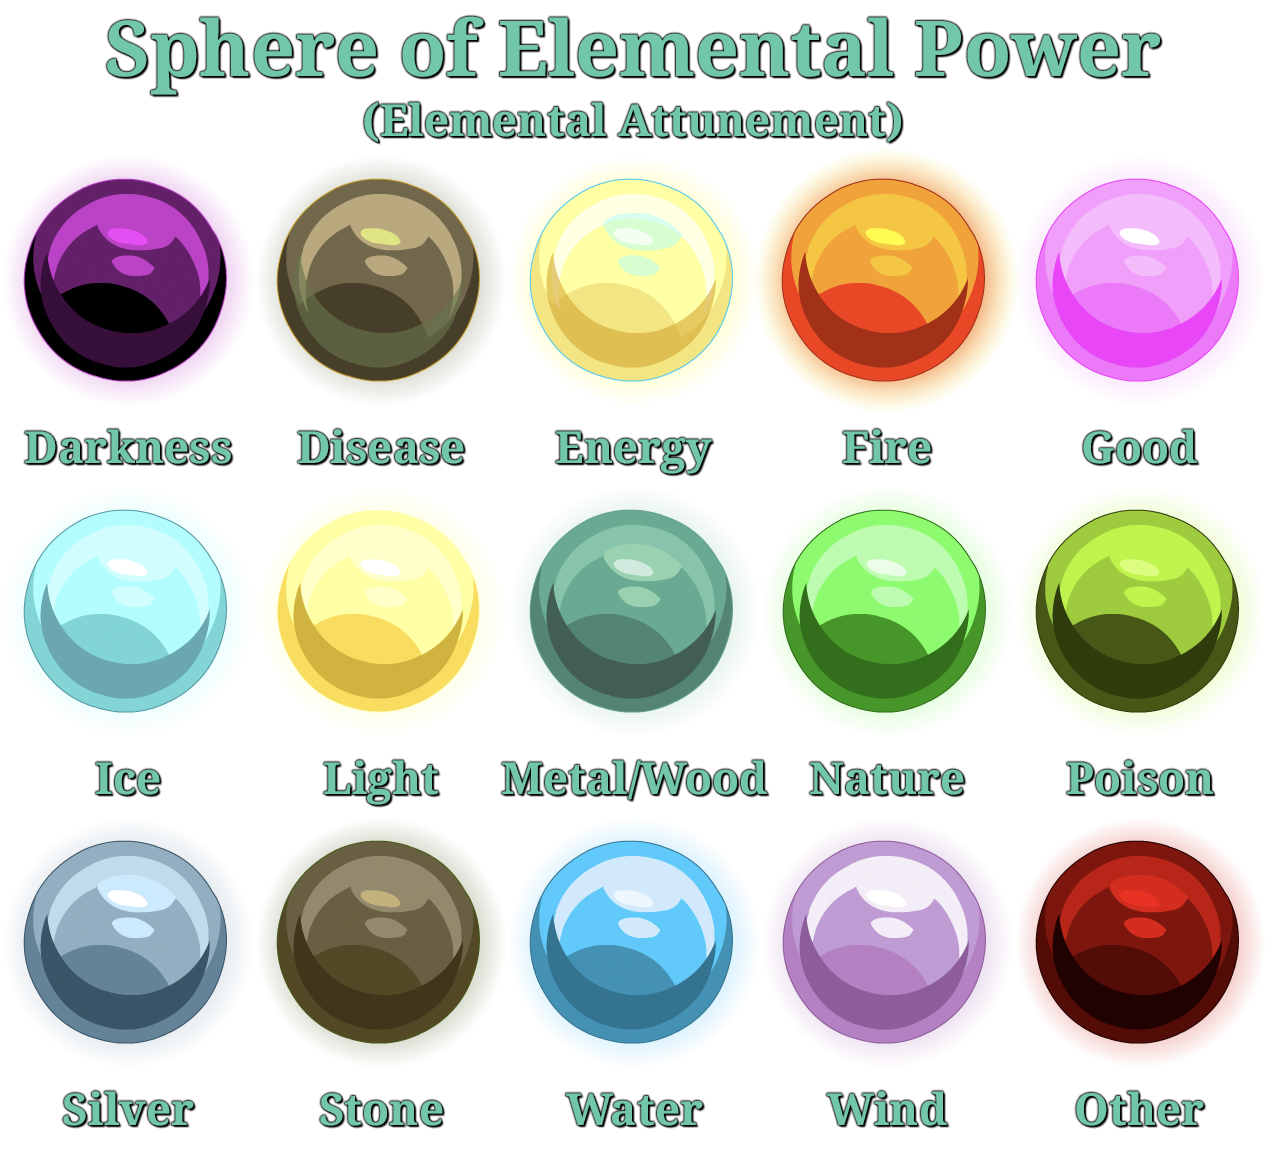 Sphere of Elemental Power
(Elemental Attunement)
Darkness Disease Energy Fire Good
Ice Light Metal/Wood Nature Poison
Silver Stone Water Wind Other